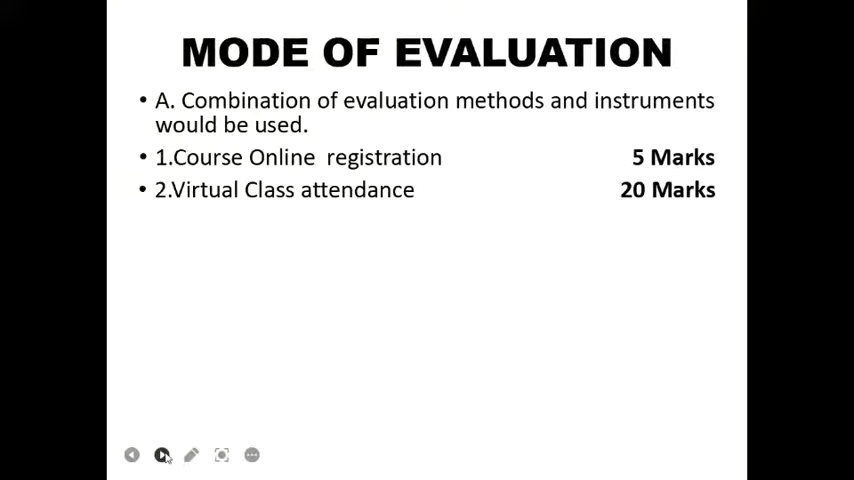 MODE OF EVALUATION
• A. Combination of evaluation methods and instruments
would be used.
• 1.Course Online  registration 5 Marks
• 2.Virtual Class attendance 20 Marks